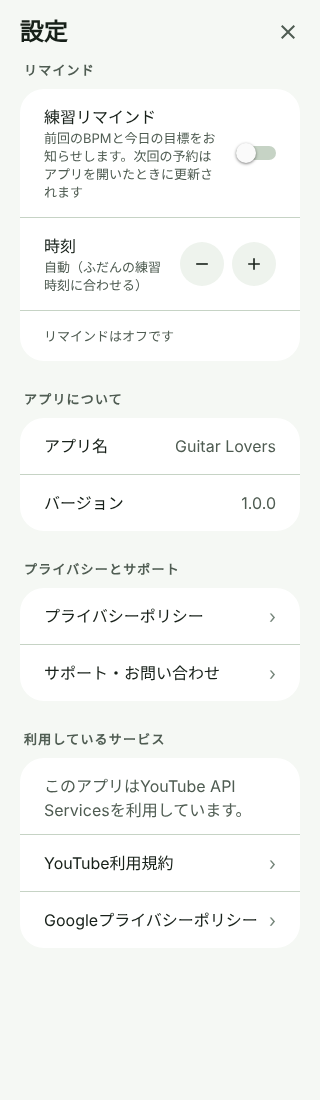 設定
リマインド
練習リマインド
前回のBPMと今日の目標をお
知らせします。次回の予約は
アプリを開いたときに更新さ
れます
時刻
自動（ふだんの練習
時刻に合わせる）
リマインドはオフです
アプリについて
アプリ名 Guitar Lovers
バージョン 1.0.0
プライバシーとサポート
プライバシーポリシー
サポート・お問い合わせ
利用しているサービス
このアプリはYouTube API
Servicesを利用しています。
YouTube利用規約
Googleプライバシーポリシー